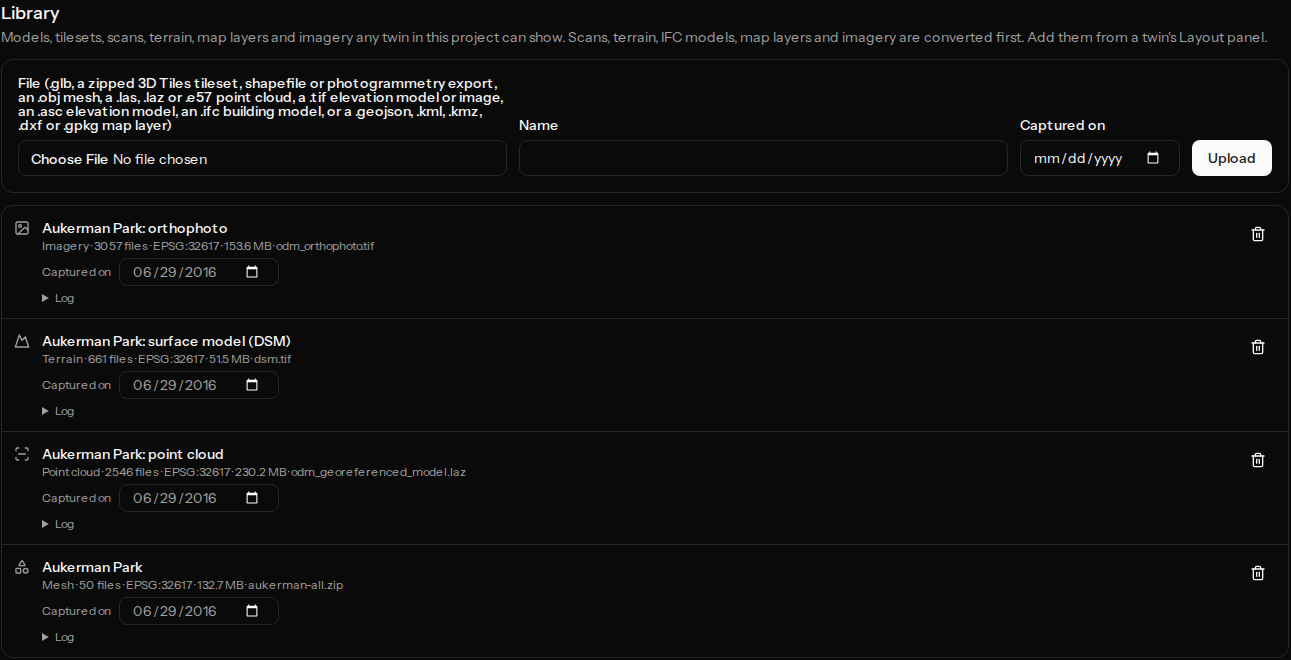 Library
Models, tilesets, scans, terrain, map layers and imagery any twin in this project can show. Scans, terrain, IFC models, map layers and imagery are converted first. Add them from a twin's Layout panel.
File (.glb, a zipped 3D Tiles tileset, shapefile or photogrammetry export,
an .obj mesh, a .las, .laz or .e57 point cloud, a .tif elevation model or image,
an .asc elevation model, an .ifc building model, or a .geojson, .kml, .kmz,
.dxf or .gpkg map layer)
Name
Captured on
Choose File No file chosen
mm/dd/yyyy
Upload
Aukerman Park: orthophoto
Imagery · 3057 files · EPSG:32617 · 153.6 MB · odm_orthophoto.tif
Captured on 06/29/2016
Log
Aukerman Park: surface model (DSM)
Terrain · 661 files · EPSG:32617 · 51.5 MB · dsm.tif
Captured on 06/29/2016
Log
Aukerman Park: point cloud
Point cloud · 2546 files · EPSG:32617 · 230.2 MB · odm_georeferenced_model.laz
Captured on 06/29/2016
Log
Aukerman Park
Mesh · 50 files · EPSG:32617 · 132.7 MB · aukerman-all.zip
Captured on 06/29/2016
Log